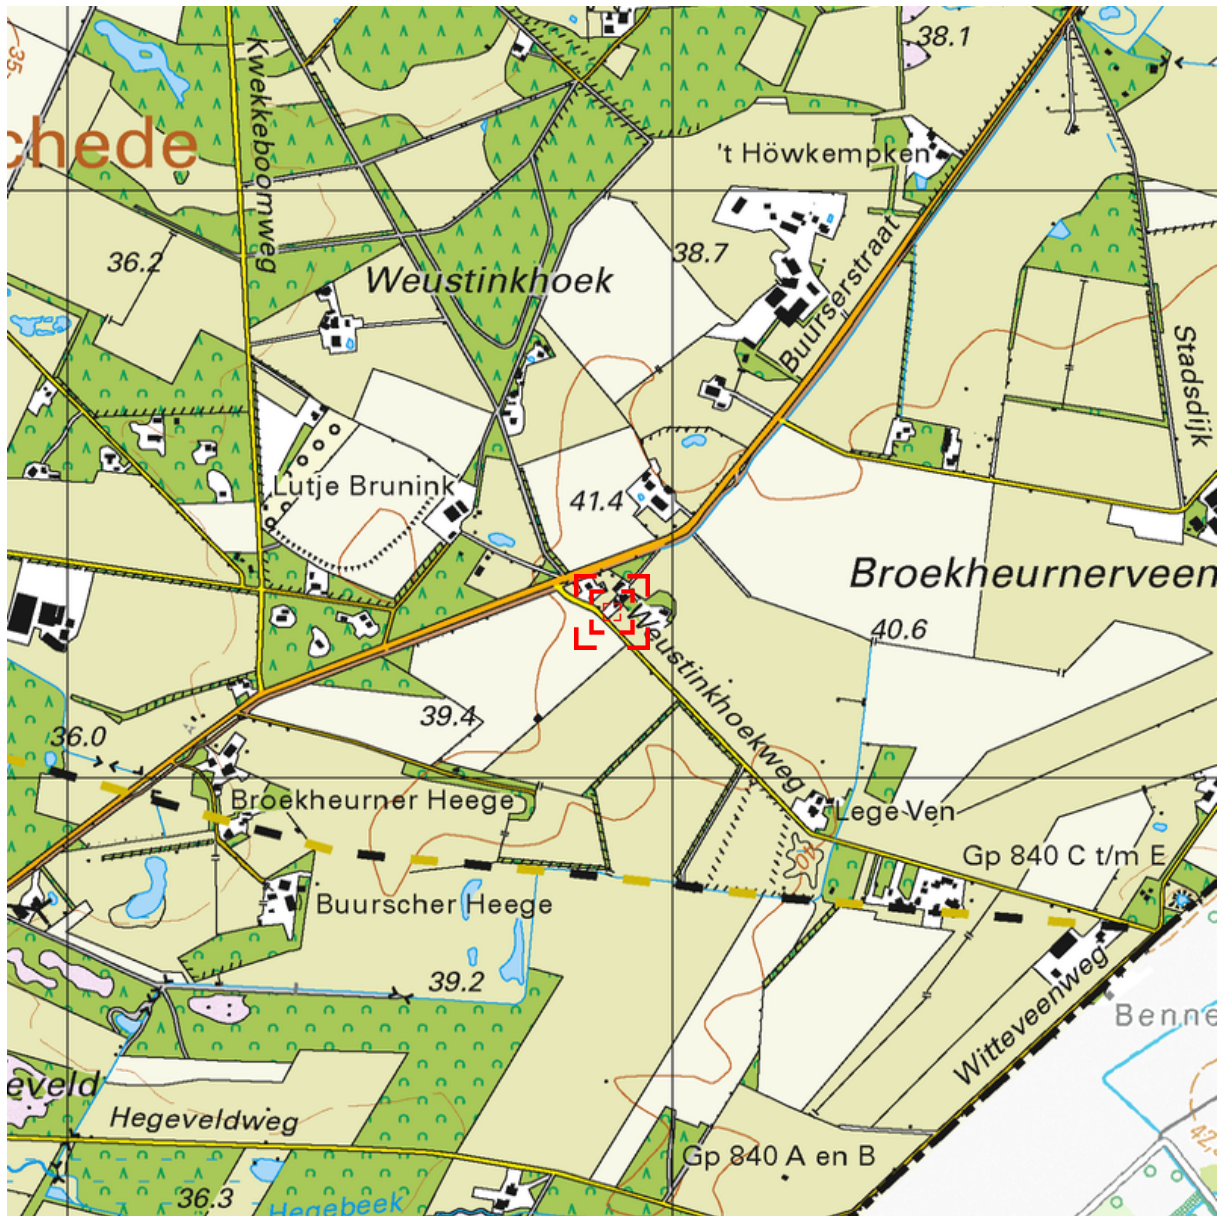 38.1
35
Kwekkeboomweg
chede
't Höwkempken
36.2
Weustinkhoek
38.7
Buurserstraat
Stadsdijk
Lutje Brunink
41.4
Broekheurnerveen
40.6
Weustinkhoekweg
39.4
36.0
Broekheurner Heege
Lege Ven
40
Gp 840 C t/m E
Buurscher Heege
39.2
Witteveenweg
Benne
eveld
Hegeveldweg
Gp 840 A en B
36.3
Hegebeek